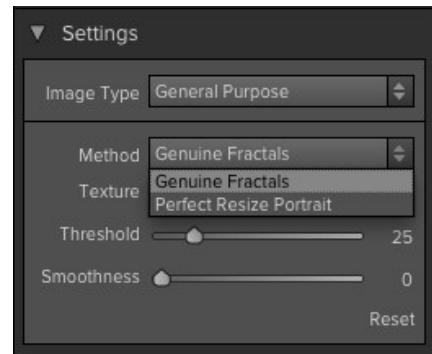 Settings
Image Type General Purpose
Method Genuine Fractals
Genuine Fractals
Texture
Perfect Resize Portrait
Threshold 25
Smoothness 0
Reset